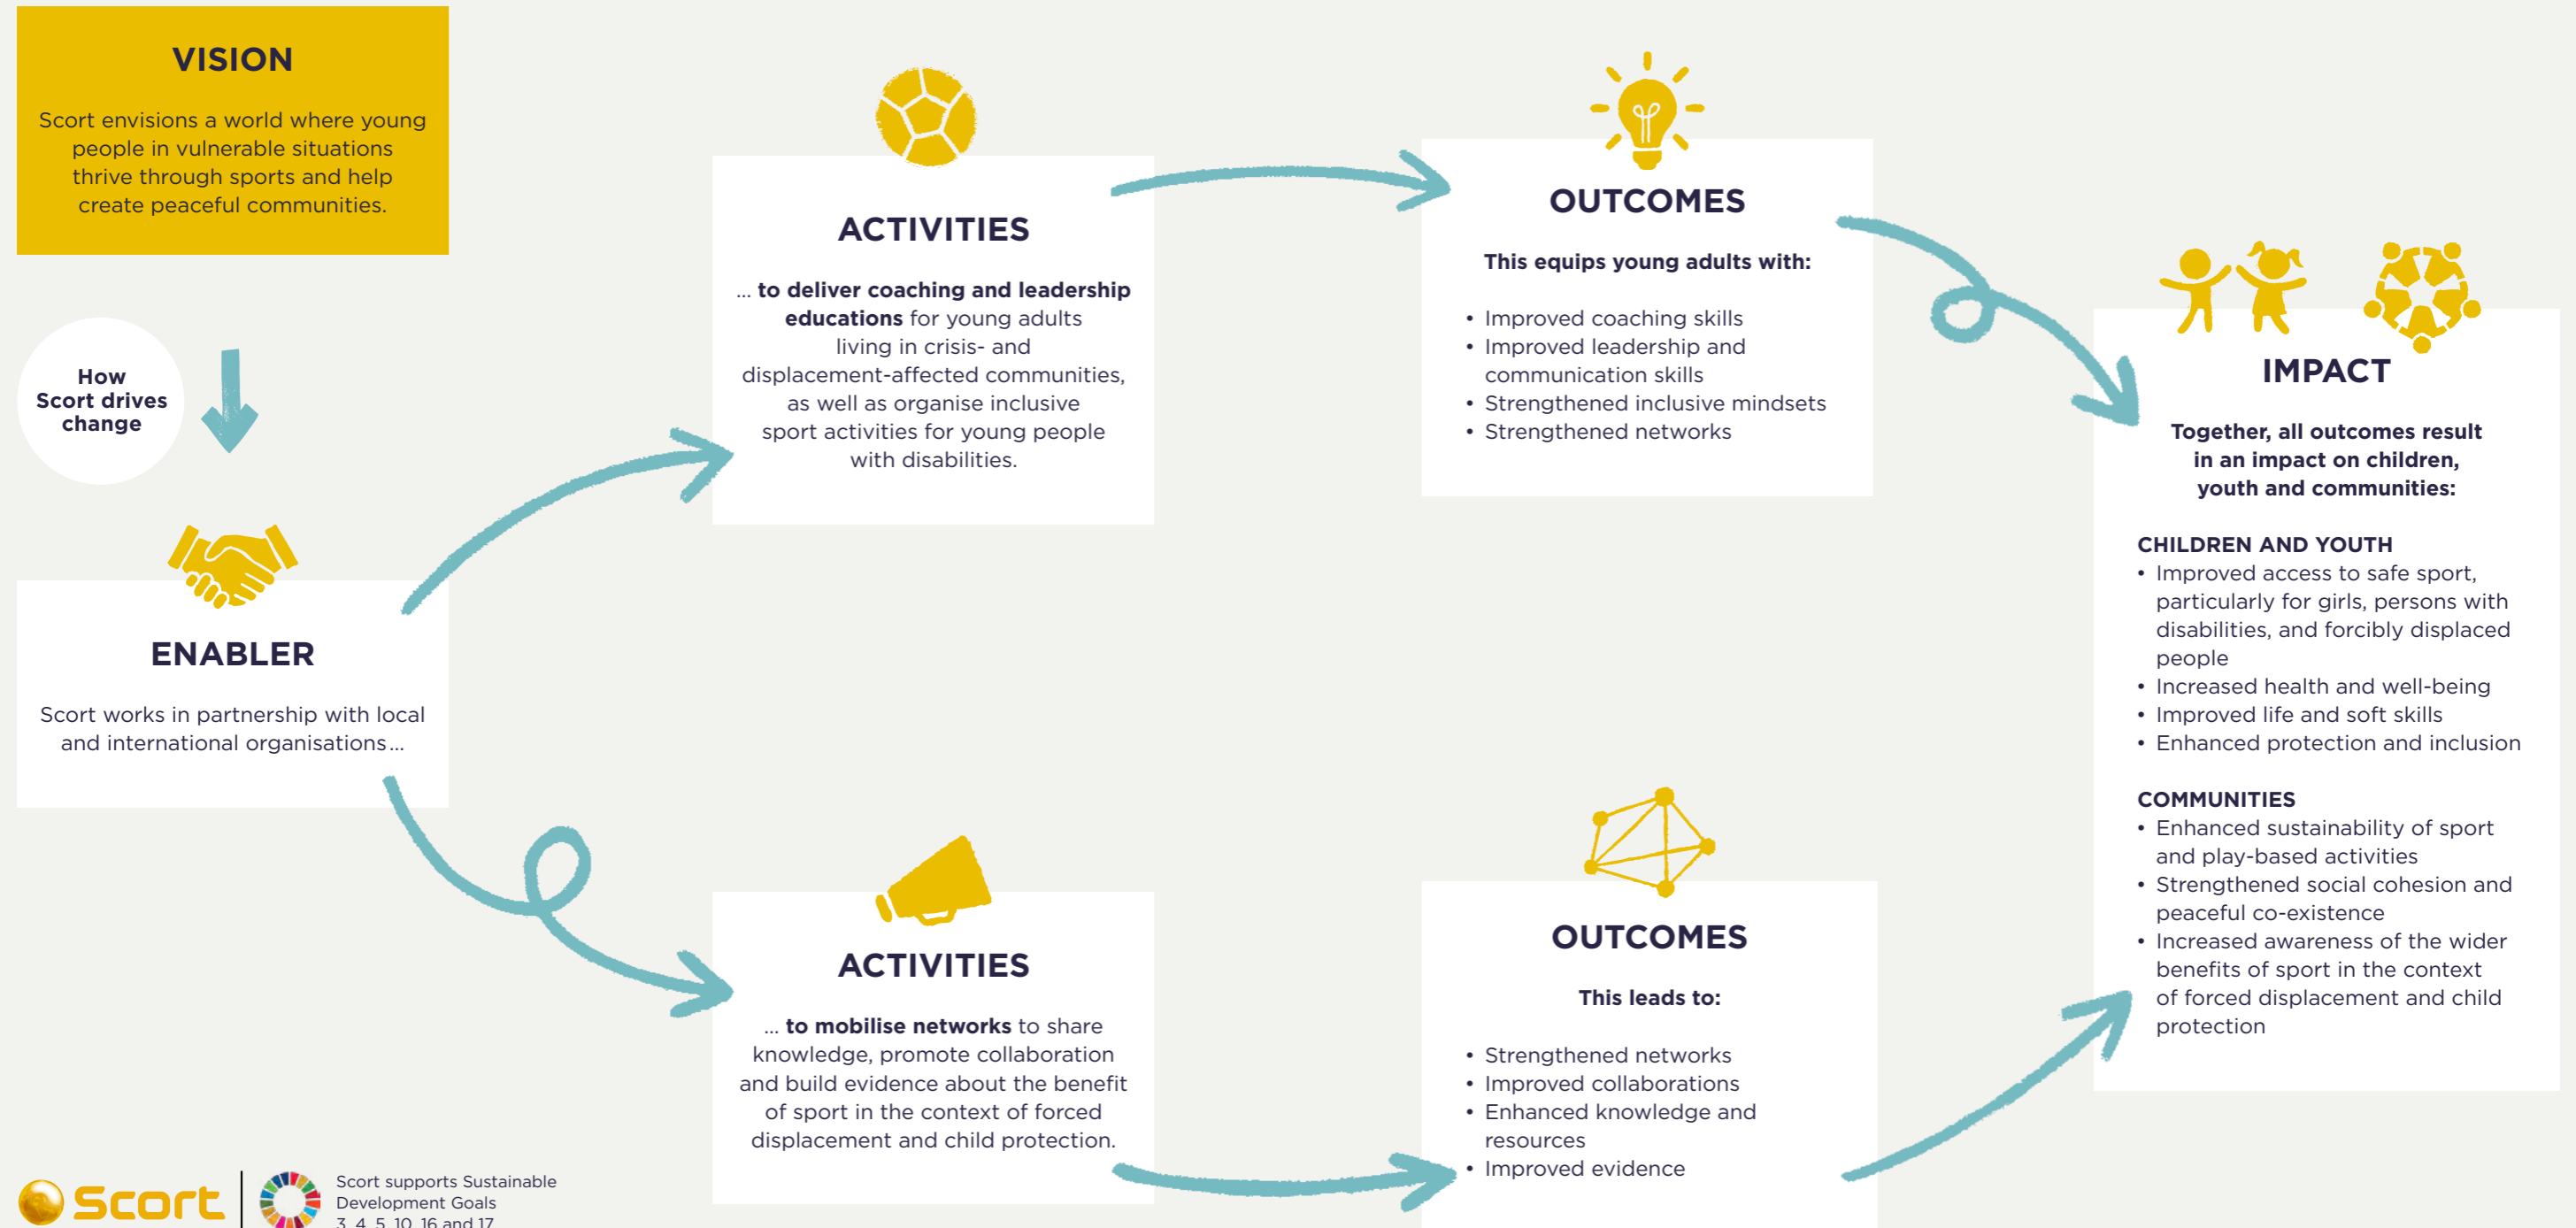 VISION
Scort envisions a world where young
people in vulnerable situations
thrive through sports and help
create peaceful communities.
How
Scort drives
change
ENABLER
Scort works in partnership with local
and international organisations...
ACTIVITIES
... to deliver coaching and leadership
educations for young adults
living in crisis- and
displacement-affected communities,
as well as organise inclusive
sport activities for young people
with disabilities.
OUTCOMES
This equips young adults with:
• Improved coaching skills
• Improved leadership and
communication skills
• Strengthened inclusive mindsets
• Strengthened networks
ACTIVITIES
... to mobilise networks to share
knowledge, promote collaboration
and build evidence about the benefit
of sport in the context of forced
displacement and child protection.
OUTCOMES
This leads to:
• Strengthened networks
• Improved collaborations
• Enhanced knowledge and
resources
• Improved evidence
IMPACT
Together, all outcomes result
in an impact on children,
youth and communities:
CHILDREN AND YOUTH
• Improved access to safe sport,
particularly for girls, persons with
disabilities, and forcibly displaced
people
• Increased health and well-being
• Improved life and soft skills
• Enhanced protection and inclusion
COMMUNITIES
• Enhanced sustainability of sport
and play-based activities
• Strengthened social cohesion and
peaceful co-existence
• Increased awareness of the wider
benefits of sport in the context
of forced displacement and child
protection
Scort
Scort supports Sustainable
Development Goals
3, 4, 5, 10, 16 and 17